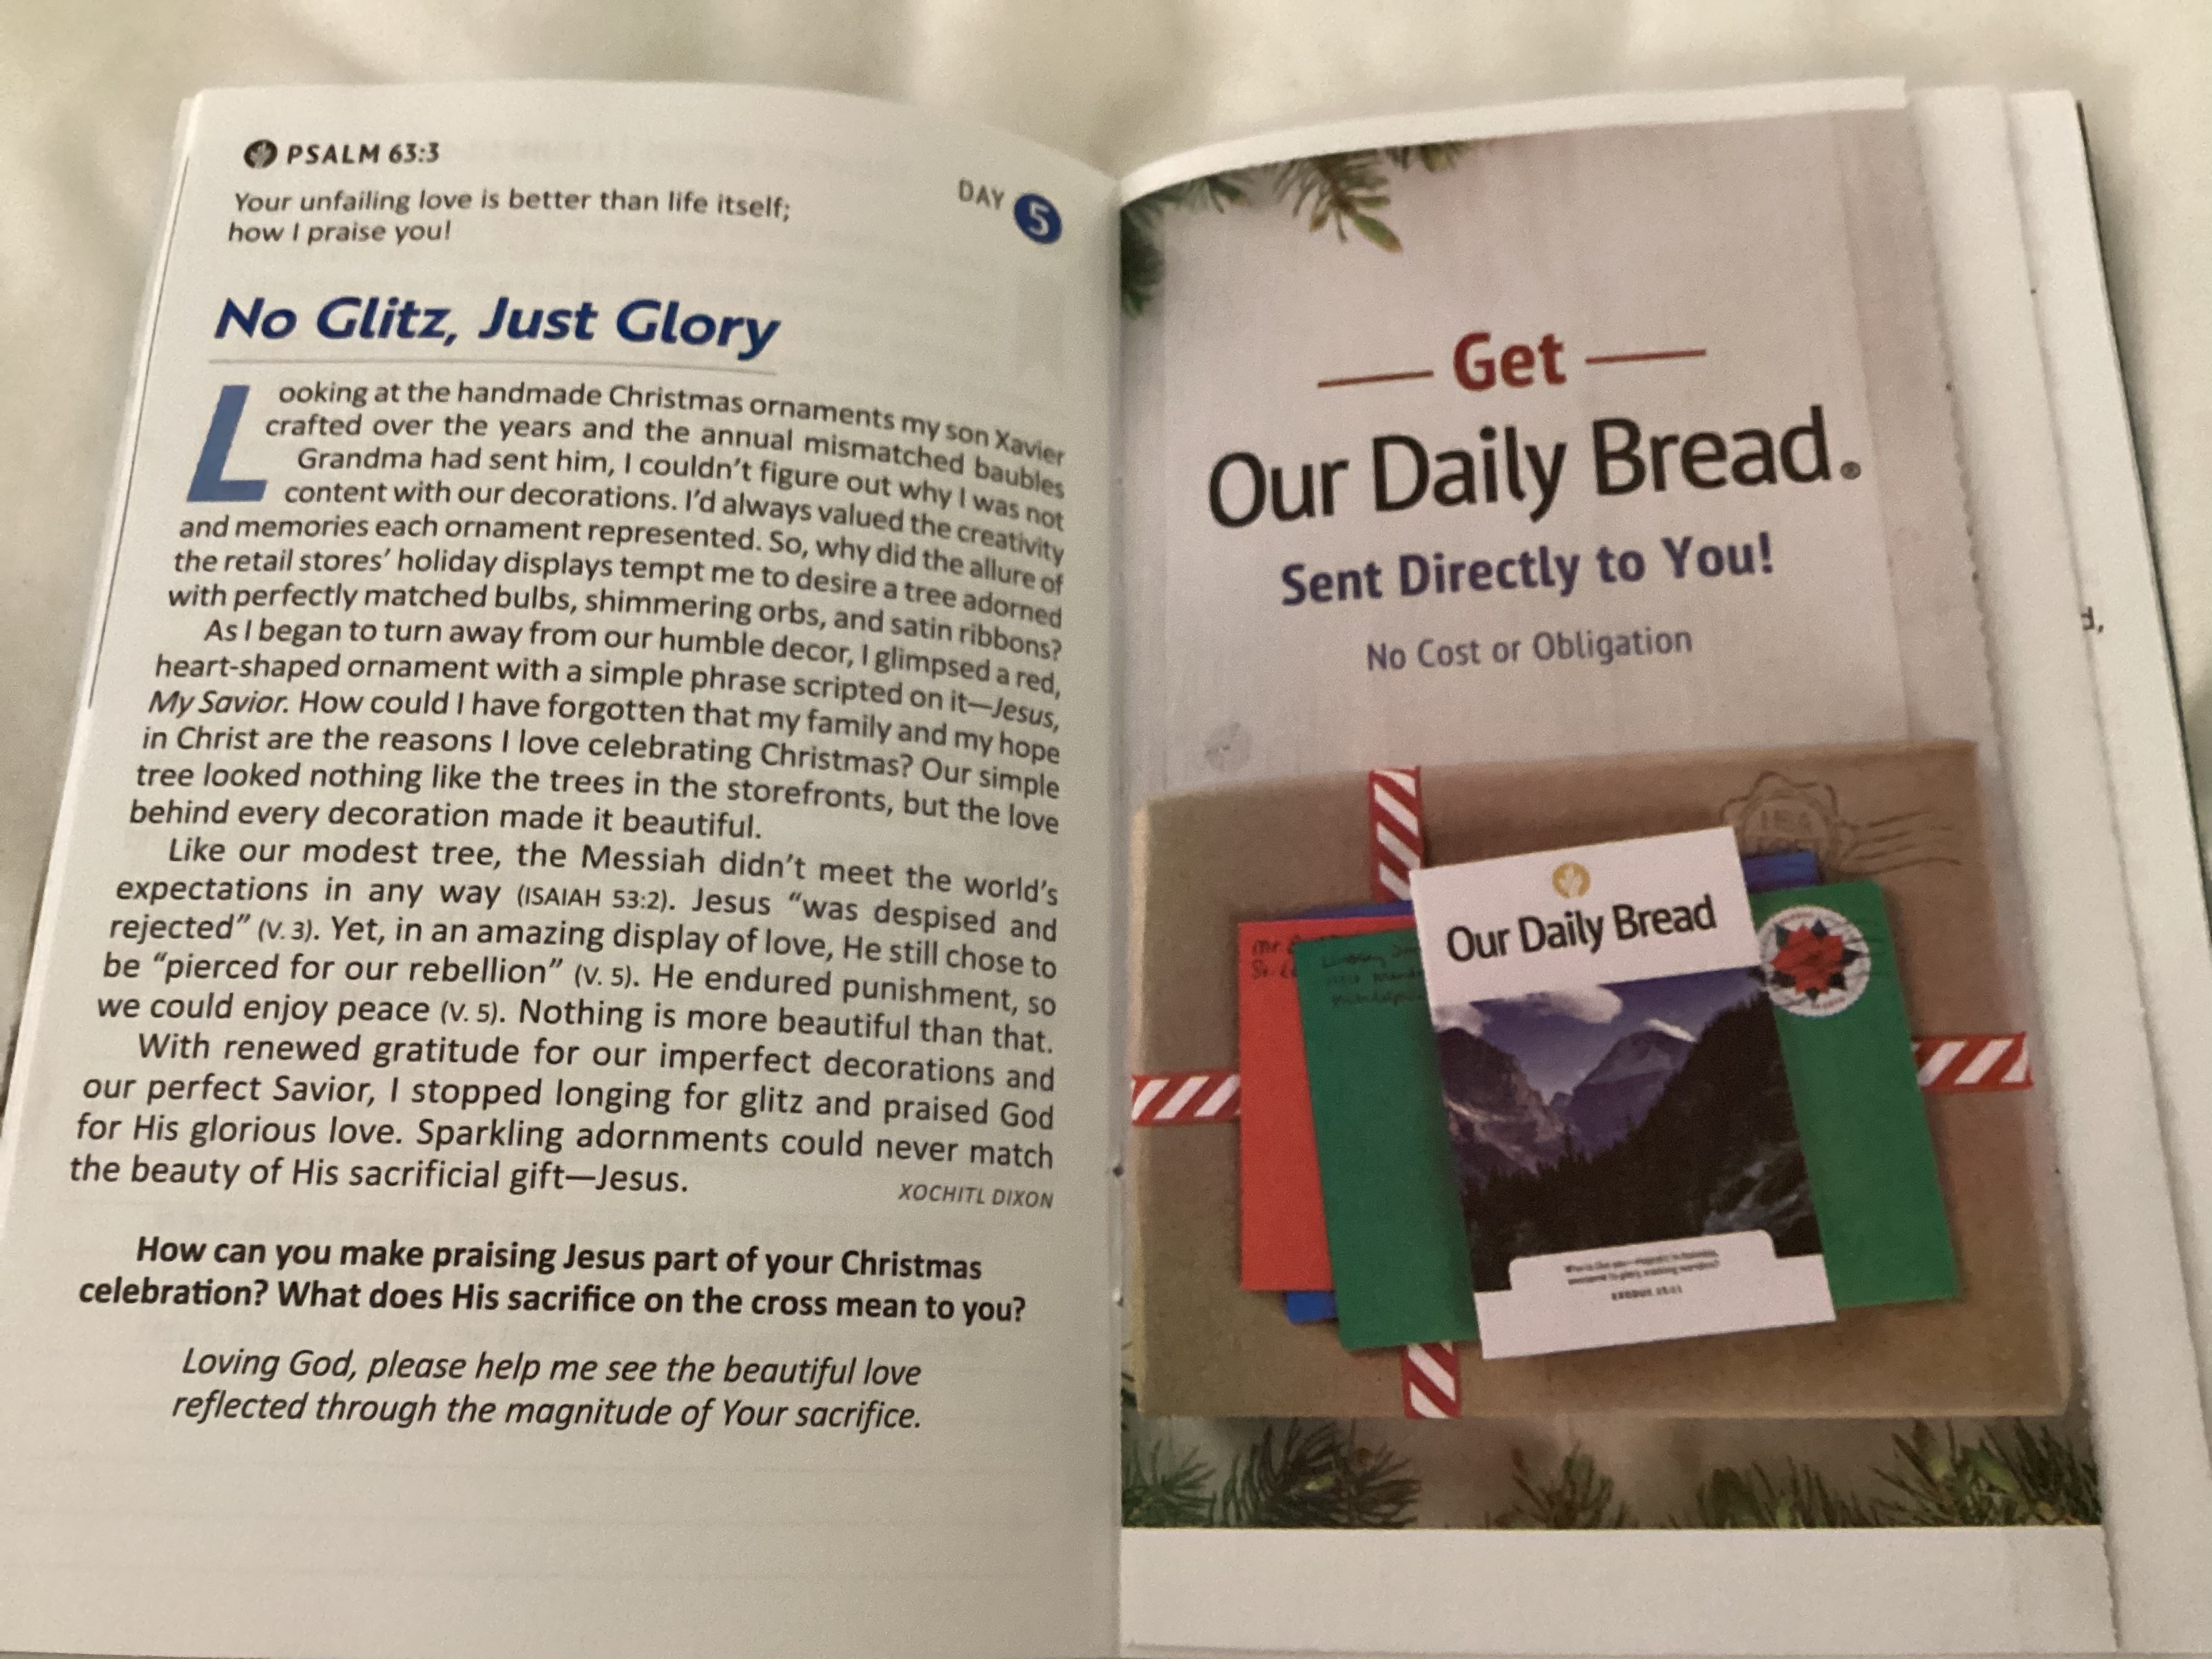 PSALM 63:3
Your unfailing love is better than life itself;
how I praise you!
DAY 5
No Glitz, Just Glory
Looking at the handmade Christmas ornaments my son Xavier
crafted over the years and the annual mismatched baubles
Grandma had sent him, I couldn't figure out why I was not
content with our decorations. I'd always valued the creativity
and memories each ornament represented. So, why did the allure of
the retail stores' holiday displays tempt me to desire a tree adorned
with perfectly matched bulbs, shimmering orbs, and satin ribbons?
As I began to turn away from our humble decor, I glimpsed a red,
heart-shaped ornament with a simple phrase scripted on it—Jesus,
My Savior. How could I have forgotten that my family and my hope
in Christ are the reasons I love celebrating Christmas? Our simple
tree looked nothing like the trees in the storefronts, but the love
behind every decoration made it beautiful.
Like our modest tree, the Messiah didn't meet the world's
expectations in any way (ISAIAH 53:2). Jesus "was despised and
rejected" (V. 3). Yet, in an amazing display of love, He still chose to
be "pierced for our rebellion" (V. 5). He endured punishment, so
we could enjoy peace (V. 5). Nothing is more beautiful than that.
With renewed gratitude for our imperfect decorations and
our perfect Savior, I stopped longing for glitz and praised God
for His glorious love. Sparkling adornments could never match
the beauty of His sacrificial gift—Jesus.
XOCHITL DIXON
How can you make praising Jesus part of your Christmas
celebration? What does His sacrifice on the cross mean to you?
Loving God, please help me see the beautiful love
reflected through the magnitude of Your sacrifice.
Get
Our Daily Bread®
Sent Directly to You!
No Cost or Obligation
Our Daily Bread
d,